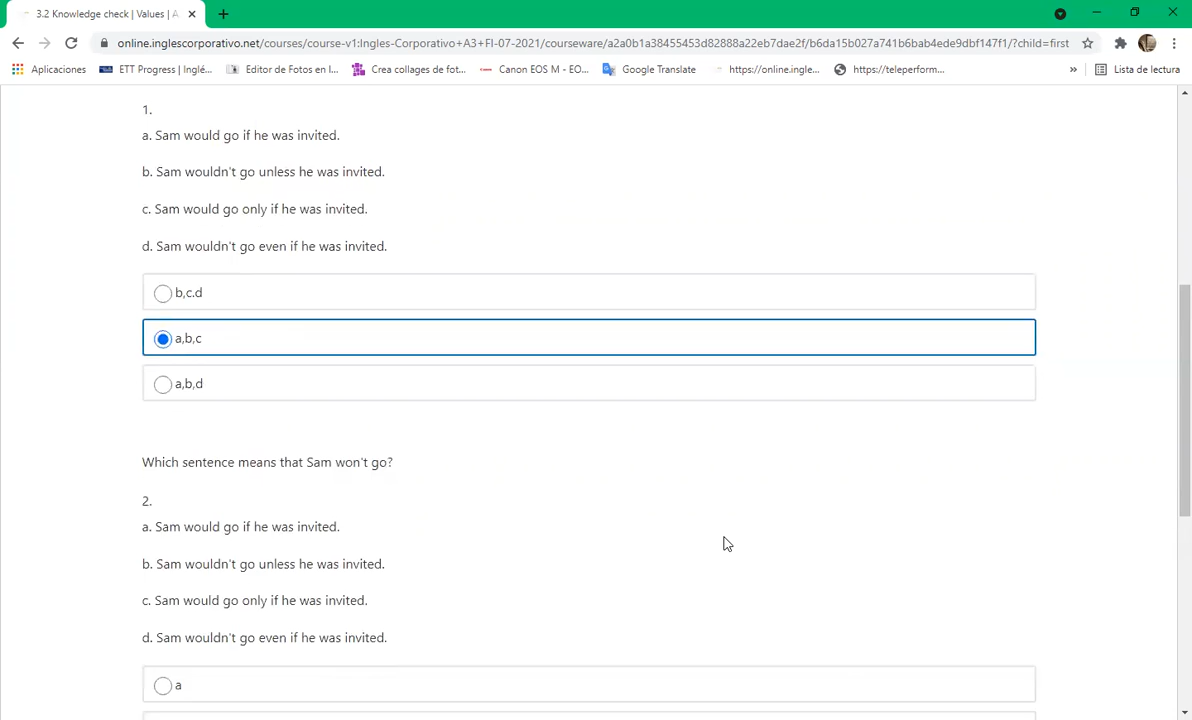 3.2 Knowledge check | Values | A
online.inglescorporativo.net/courses/course-v1:Ingles-Corporativo+A3+FI-07-2021/courseware/a2a0b1a38455453d82888a22eb7dae2f/b6da15b027a741b6bab4ede9dbf147f1/?child=first
Aplicaciones ETT Progress | Inglé... Editor de Fotos en l... Crea collages de fot... Canon EOS M - EO... Google Translate https://online.ingle... https://teleperform... » Lista de lectura
1.
a. Sam would go if he was invited.
b. Sam wouldn't go unless he was invited.
c. Sam would go only if he was invited.
d. Sam wouldn't go even if he was invited.
b,c.d
a,b,c
a,b,d
Which sentence means that Sam won't go?
2.
a. Sam would go if he was invited.
b. Sam wouldn't go unless he was invited.
c. Sam would go only if he was invited.
d. Sam wouldn't go even if he was invited.
a